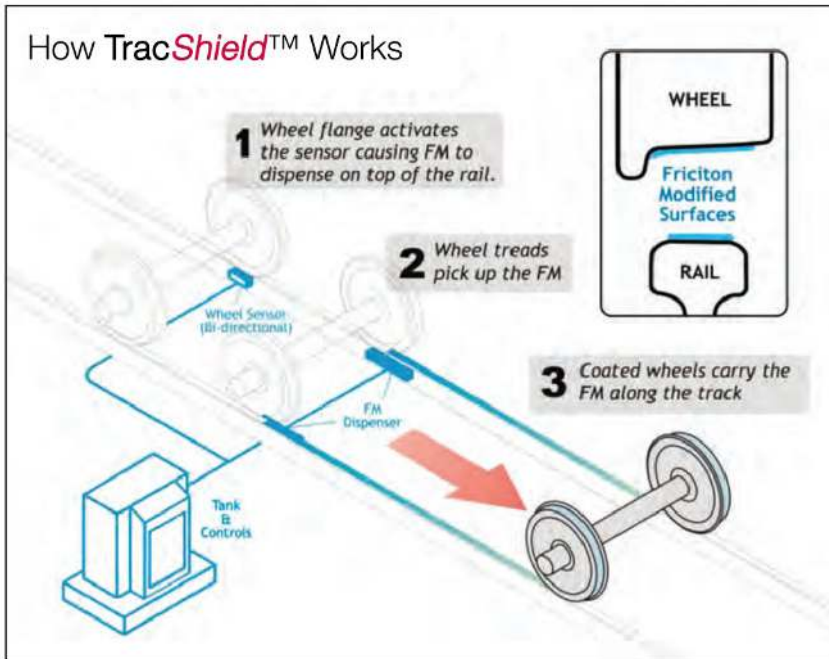 How TracShield™ Works
1 Wheel flange activates
the sensor causing FM to
dispense on top of the rail.
2 Wheel treads
pick up the FM
3 Coated wheels carry the
FM along the track
Wheel Sensor
(Bi-directional)
FM
Dispenser
Tank
&
Controls
WHEEL
Friciton
Modified
Surfaces
RAIL